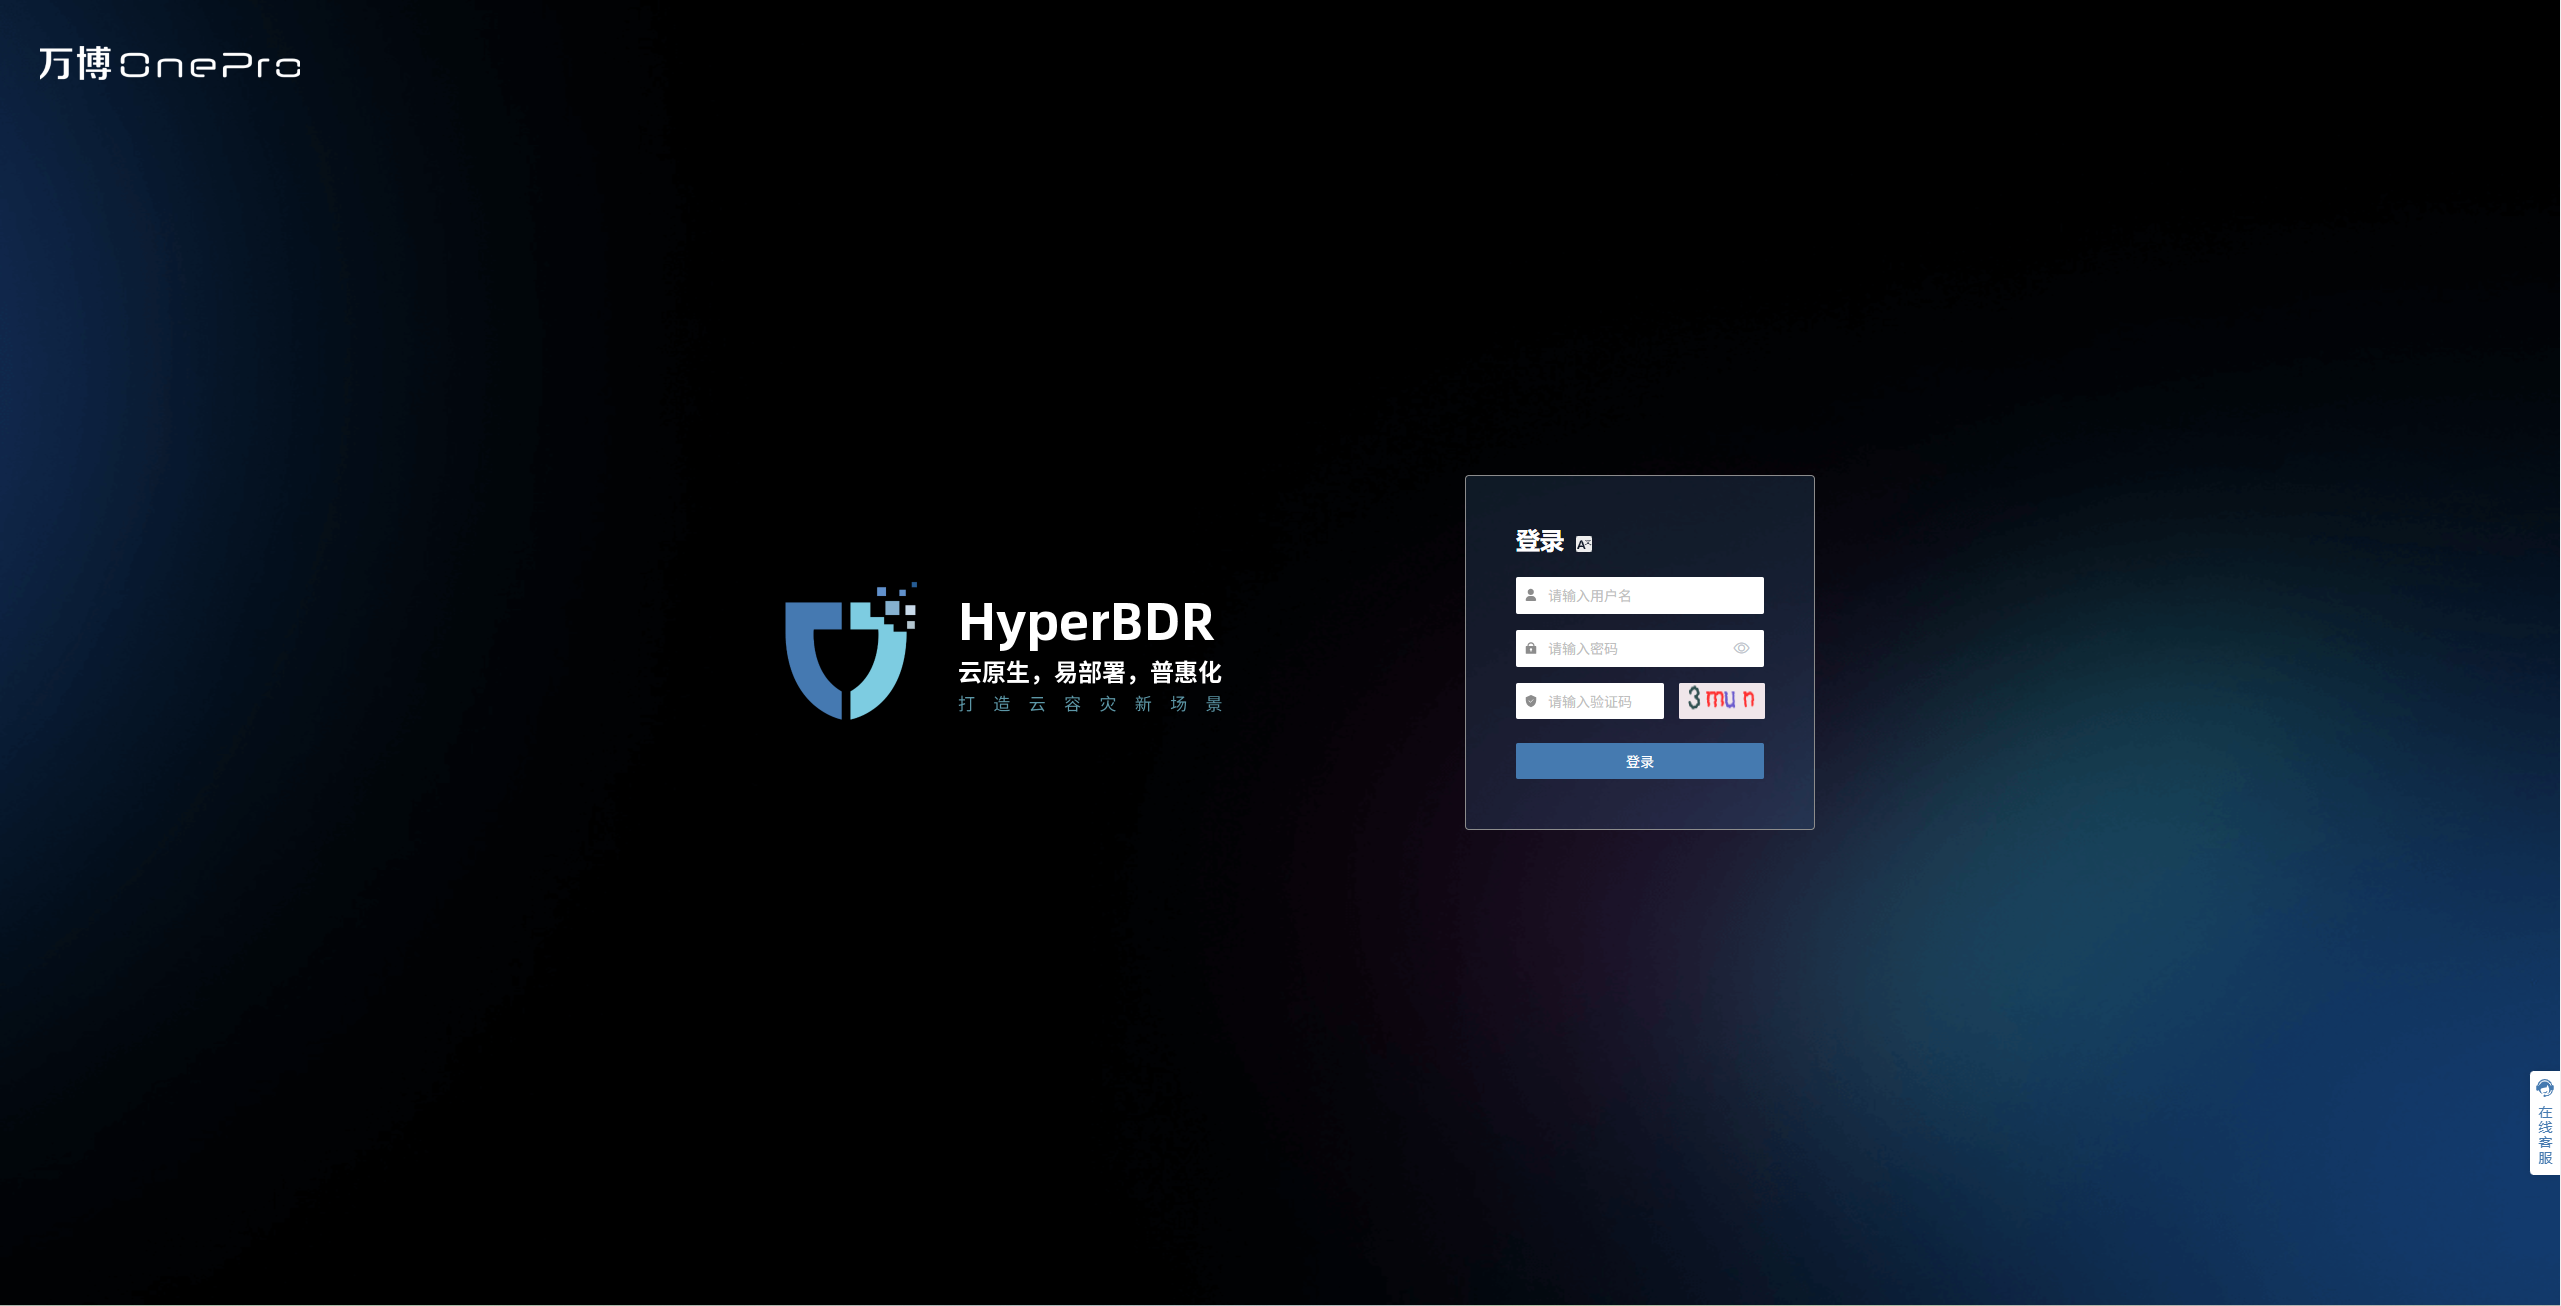 万博OnePro
HyperBDR
云原生，易部署，普惠化
打造云容灾新场景
登录
请输入用户名
请输入密码
请输入验证码
3mun
登录
在线客服